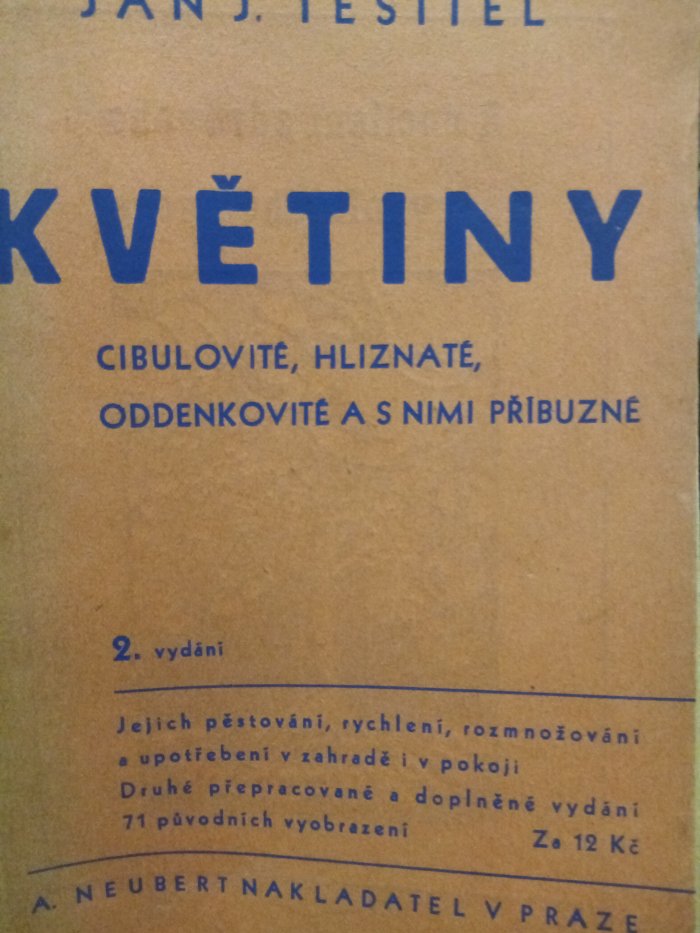 JAN J. TEŠITEL
KVĚTINY
CIBULOVITÉ, HLIZNATÉ,
ODDENKOVITÉ A S NIMI PŘÍBUZNÉ
2. vydání
Jejich pěstování, rychlení, rozmnožování
a upotřebení v zahradě i v pokoji
Druhé přepracované a doplněné vydání
71 původních vyobrazení Za 12 Kč
A. NEUBERT NAKLADATEL V PRAZE